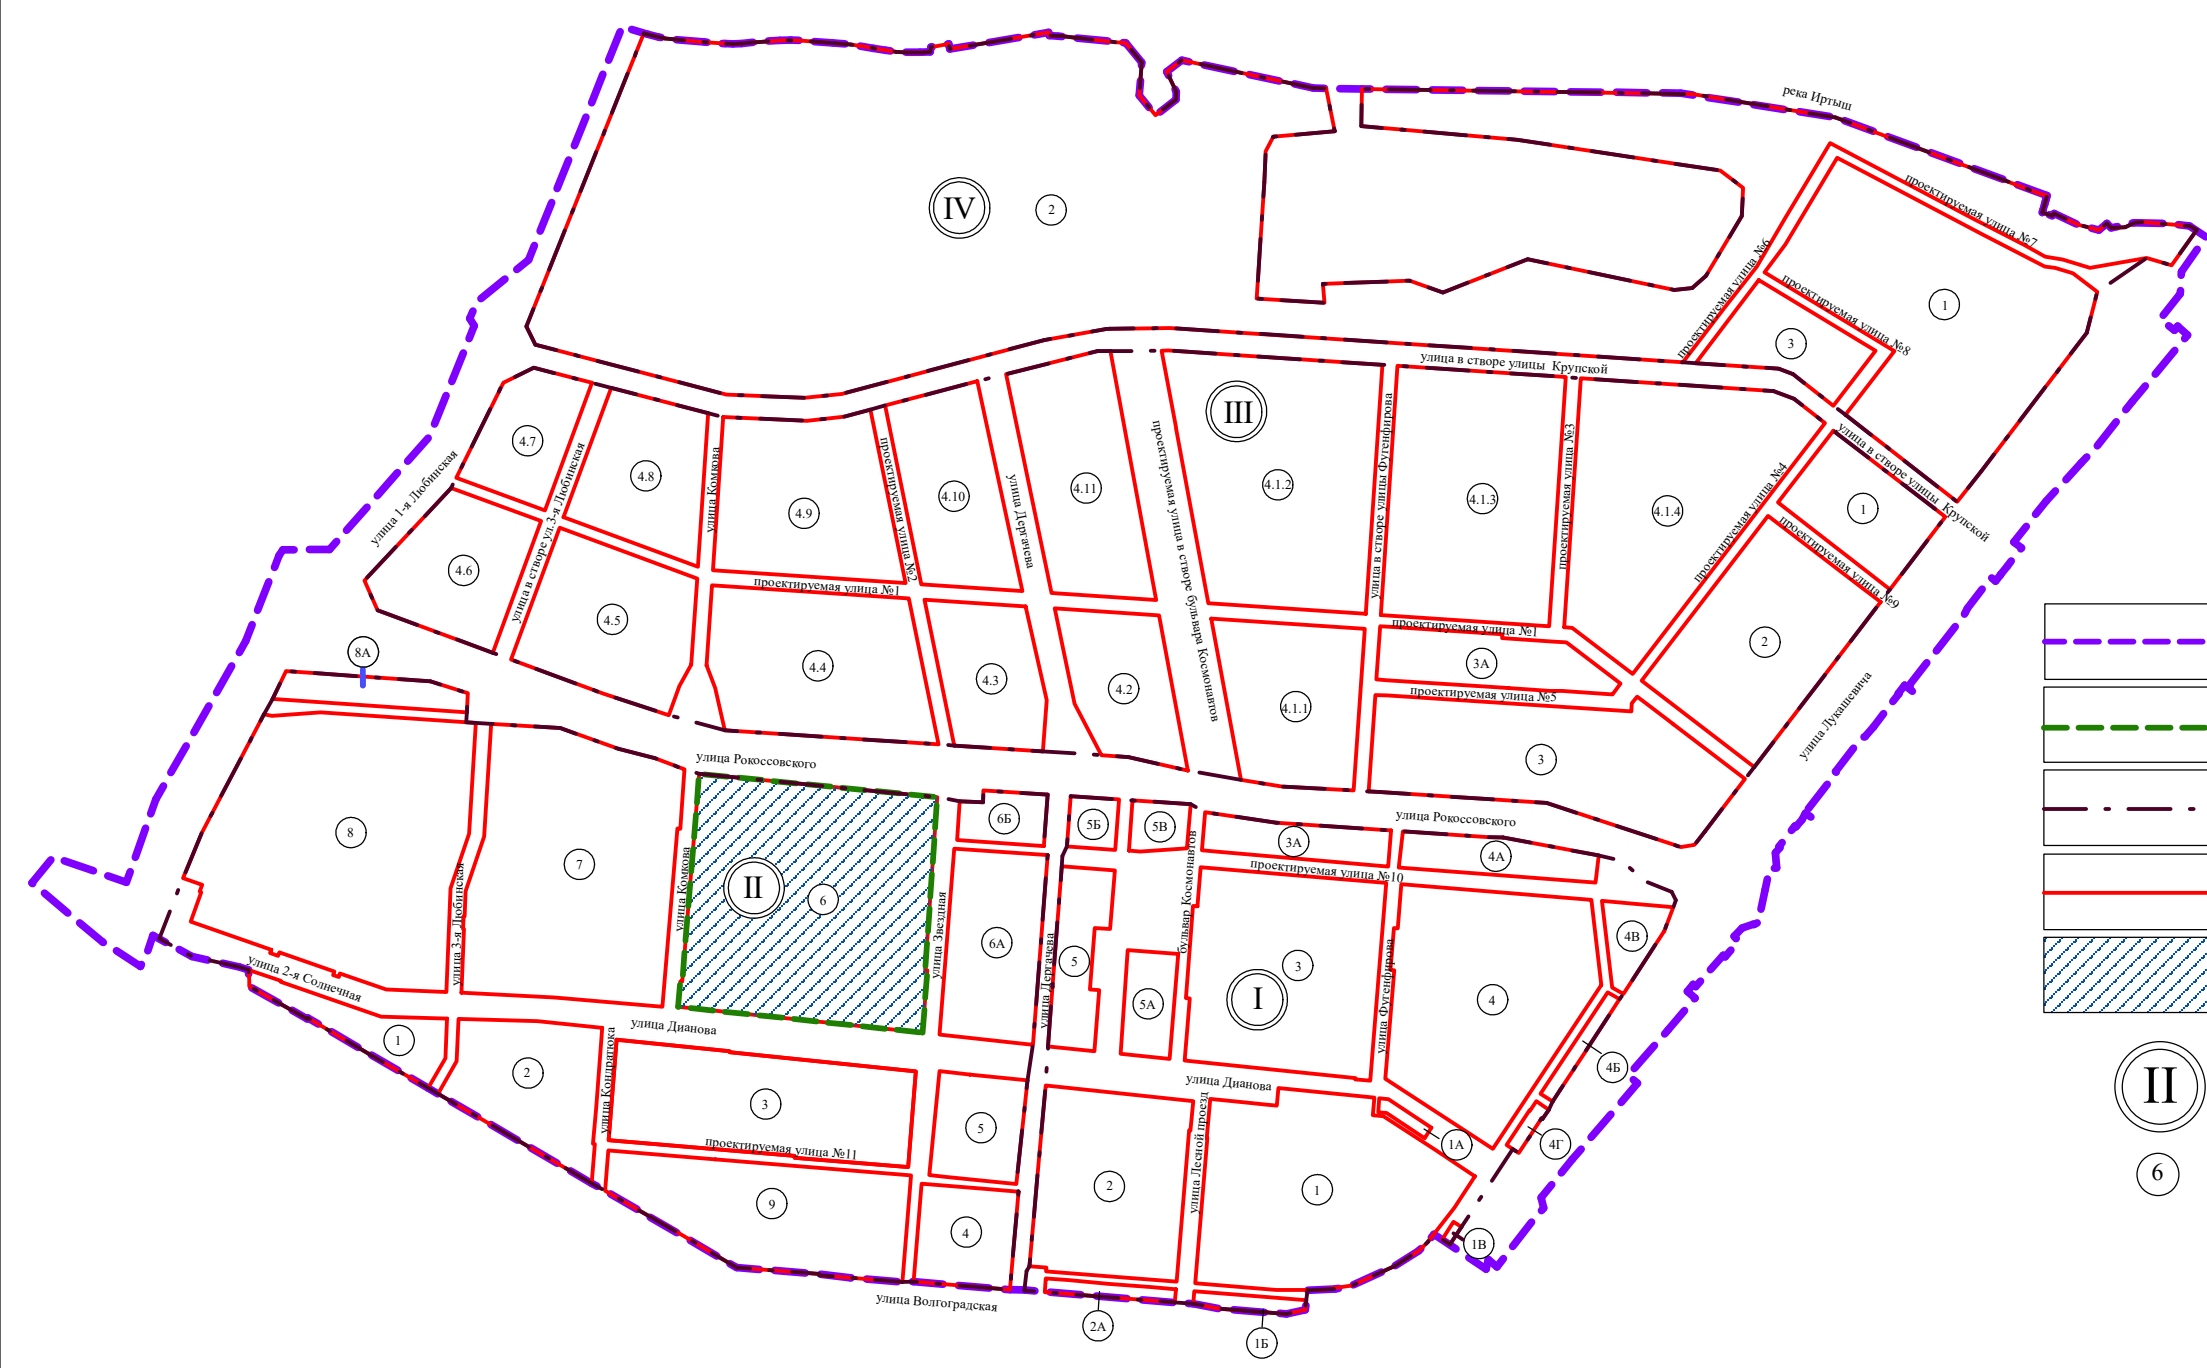 река Иртыш
проектируемая улица №7
IV
2
проектируемая улица №6
1
проектируемая улица №8
3
улица в створе улицы Крупской
III
4.7
улица 1-я Любинская
улица в створе ул.3-я Любинская
4.8
улица Комкова
4.9
проектируемая улица №2
4.10
улица Дергачева
4.11
проектируемая улица в створе бульвара Космонавтов
4.1.2
улица в створе улицы Фугенфирова
4.1.3
проектируемая улица №3
4.1.4
проектируемая улица №4
улица в створе улицы Крупской
1
проектируемая улица №9
4.6
4.5
проектируемая улица №1
проектируемая улица №1
8А
4.4
4.3
4.2
4.1.1
3А
2
проектируемая улица №5
3
улица Лукашевича
улица Рокоссовского
улица Рокоссовского
8
улица 3-я Любинская
7
улица Комкова
II
6
улица Звездная
6Б
5Б
5В
3А
4А
проектируемая улица №10
бульвар Космонавтов
6А
улица Дергачева
5
5А
3
I
улица Фугенфирова
4
4В
улица 2-я Солнечная
1
2
улица Кондратюка
улица Дианова
улица Дианова
3
проектируемая улица №11
5
2
улица Лесной проезд
1
1А
4Б
4Г
II
6
9
4
1В
улица Волгоградская
2А
1Б